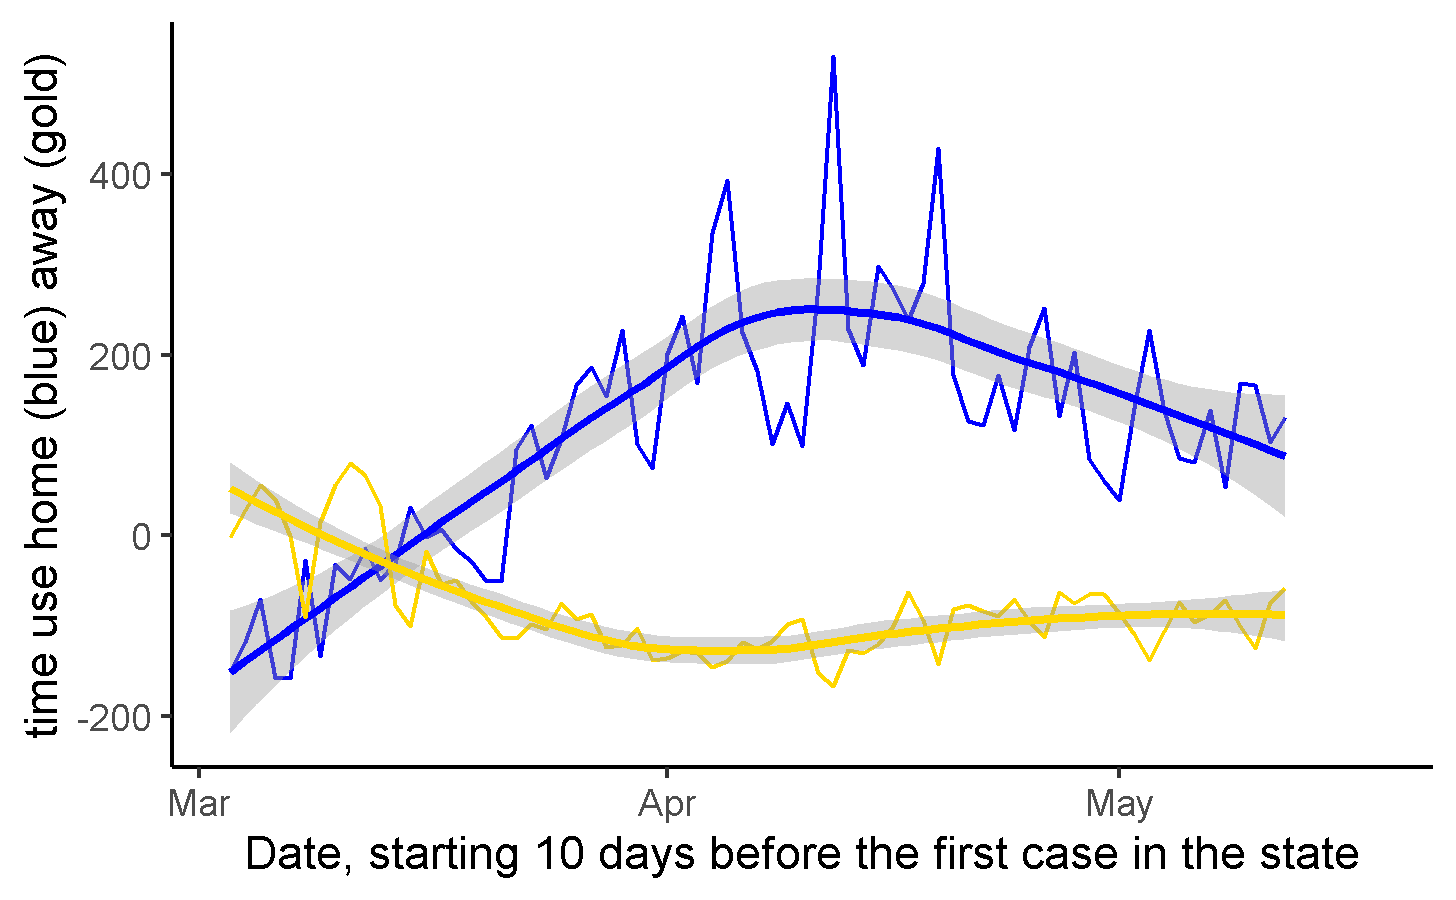 time use home (blue) away (gold)
400
200
0
-200
Mar
Apr
May
Date, starting 10 days before the first case in the state